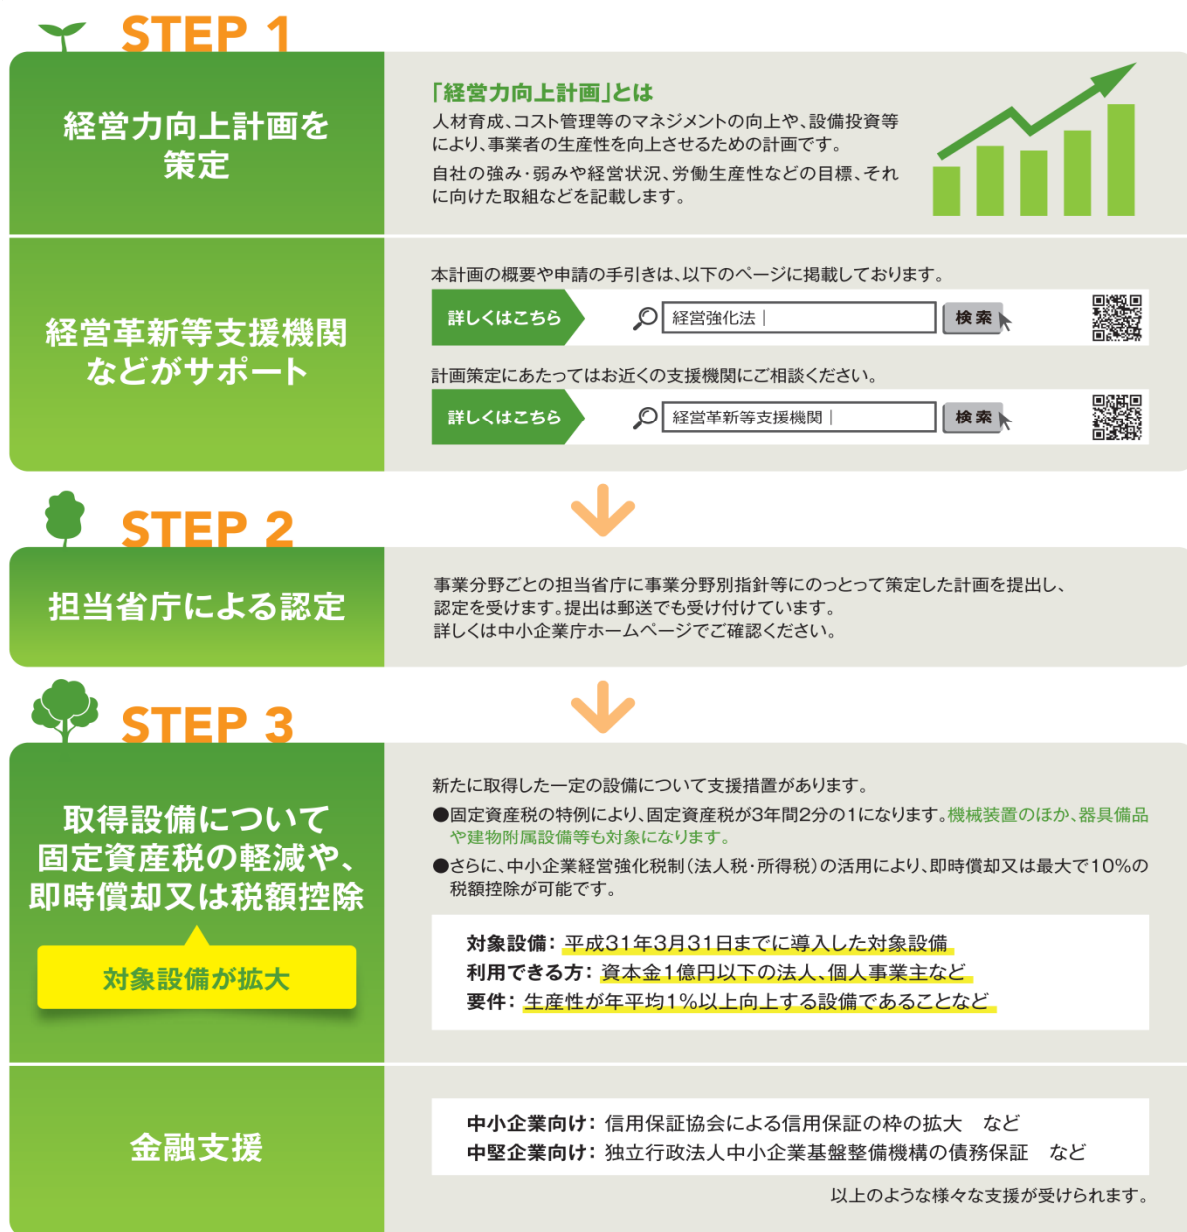 STEP 1
経営力向上計画を
策定
「経営力向上計画」とは
人材育成、コスト管理等のマネジメントの向上や、設備投資等
により、事業者の生産性を向上させるための計画です。
自社の強み・弱みや経営状況、労働生産性などの目標、それ
に向けた取組などを記載します。
経営革新等支援機関
などがサポート
本計画の概要や申請の手引きは、以下のページに掲載しております。
詳しくはこちら 経営強化法| 検索
計画策定にあたってはお近くの支援機関にご相談ください。
詳しくはこちら 経営革新等支援機関| 検索
STEP 2
担当省庁による認定
事業分野ごとの担当省庁に事業分野別指針等にのっとって策定した計画を提出し、
認定を受けます。提出は郵送でも受け付けています。
詳しくは中小企業庁ホームページでご確認ください。
STEP 3
取得設備について
固定資産税の軽減や、
即時償却又は税額控除
対象設備が拡大
新たに取得した一定の設備について支援措置があります。
●固定資産税の特例により、固定資産税が3年間2分の1になります。機械装置のほか、器具備品
や建物附属設備等も対象になります。
●さらに、中小企業経営強化税制(法人税・所得税)の活用により、即時償却又は最大で10%の
税額控除が可能です。
対象設備：平成31年3月31日までに導入した対象設備
利用できる方：資本金1億円以下の法人、個人事業主など
要件：生産性が年平均1%以上向上する設備であることなど
金融支援
中小企業向け：信用保証協会による信用保証の枠の拡大　など
中堅企業向け：独立行政法人中小企業基盤整備機構の債務保証　など
以上のような様々な支援が受けられます。